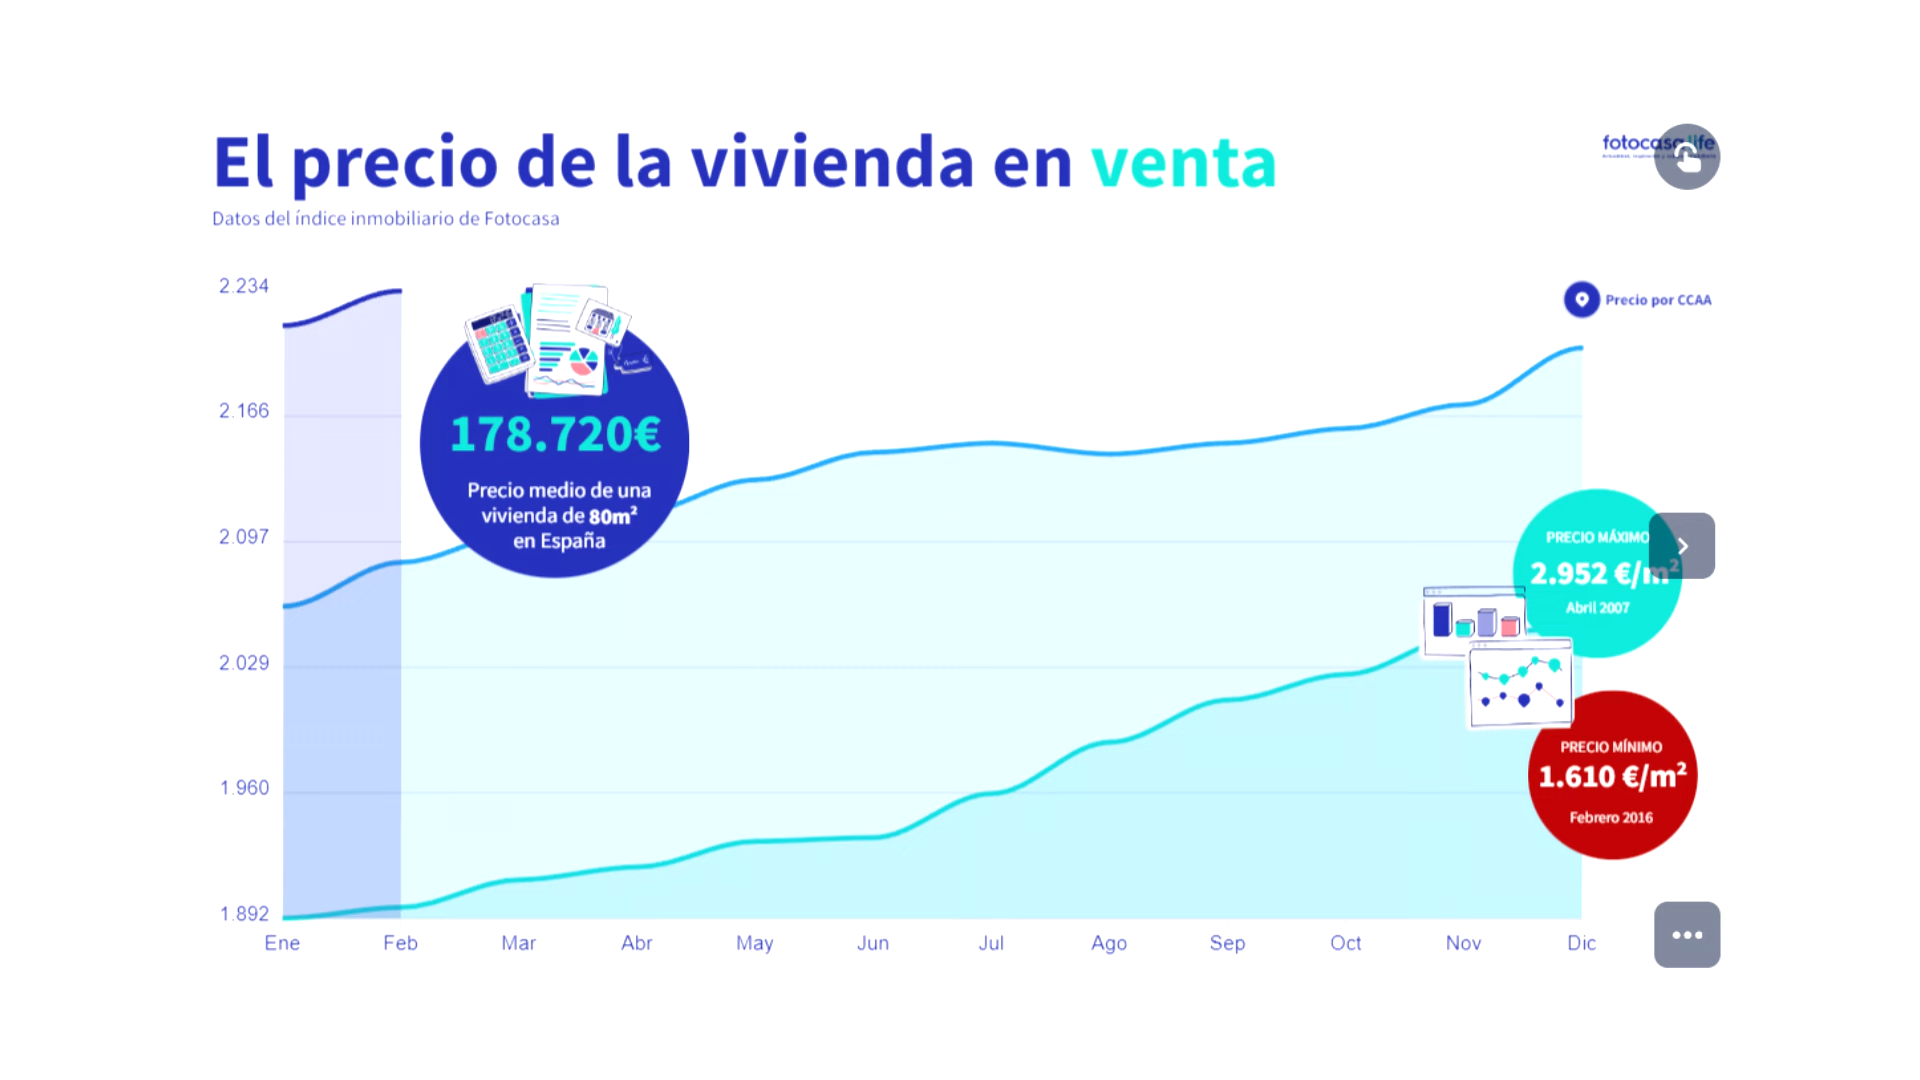 El precio de la vivienda en venta
Datos del índice inmobiliario de Fotocasa
2.234
2.166
2.097
2.029
1.960
1.892
Ene Feb Mar Abr May Jun Jul Ago Sep Oct Nov Dic
178.720€
Precio medio de una
vivienda de 80m²
en España
Precio por CCAA
PRECIO MÁXIMO
2.952 €/m²
Abril 2007
PRECIO MÍNIMO
1.610 €/m²
Febrero 2016
fotocasa life